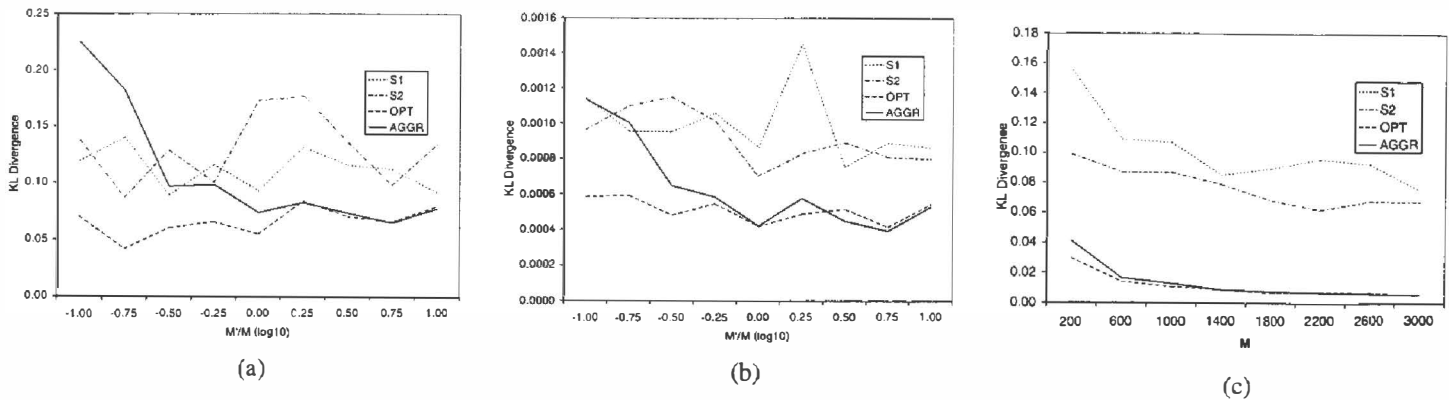 0.25
0.20
0.15
0.10
0.05
0.00
KL Divergence
-1.00 -0.75 -0.50 -0.25 0.00 0.25 0.50 0.75 1.00
M'/M (log10)
S1
S2
OPT
AGGR
(a)
0.0016
0.0014
0.0012
0.0010
0.0008
0.0006
0.0004
0.0002
0.0000
KL Divergence
-1.00 -0.75 -0.50 -0.25 0.00 0.25 0.50 0.75 1.00
M'/M (log10)
S1
S2
OPT
AGGR
(b)
0.18
0.16
0.14
0.12
0.10
0.08
0.06
0.04
0.02
0.00
KL Divergence
200 600 1000 1400 1800 2200 2600 3000
M
S1
S2
OPT
AGGR
(c)